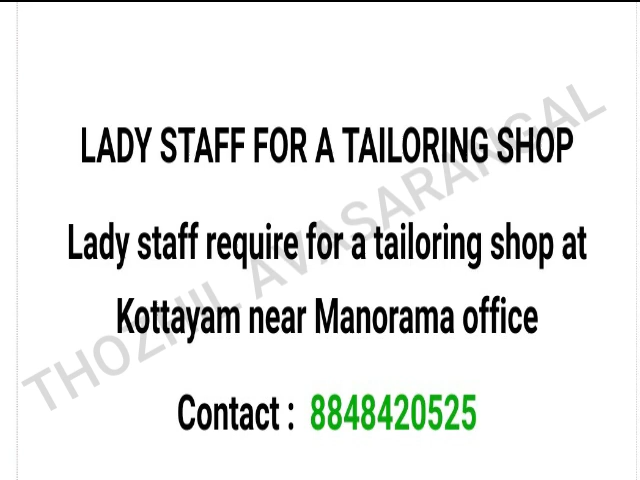 LADY STAFF FOR A TAILORING SHOP
Lady staff require for a tailoring shop at
Kottayam near Manorama office
Contact : 8848420525
THOZHIL AVASARANGAL